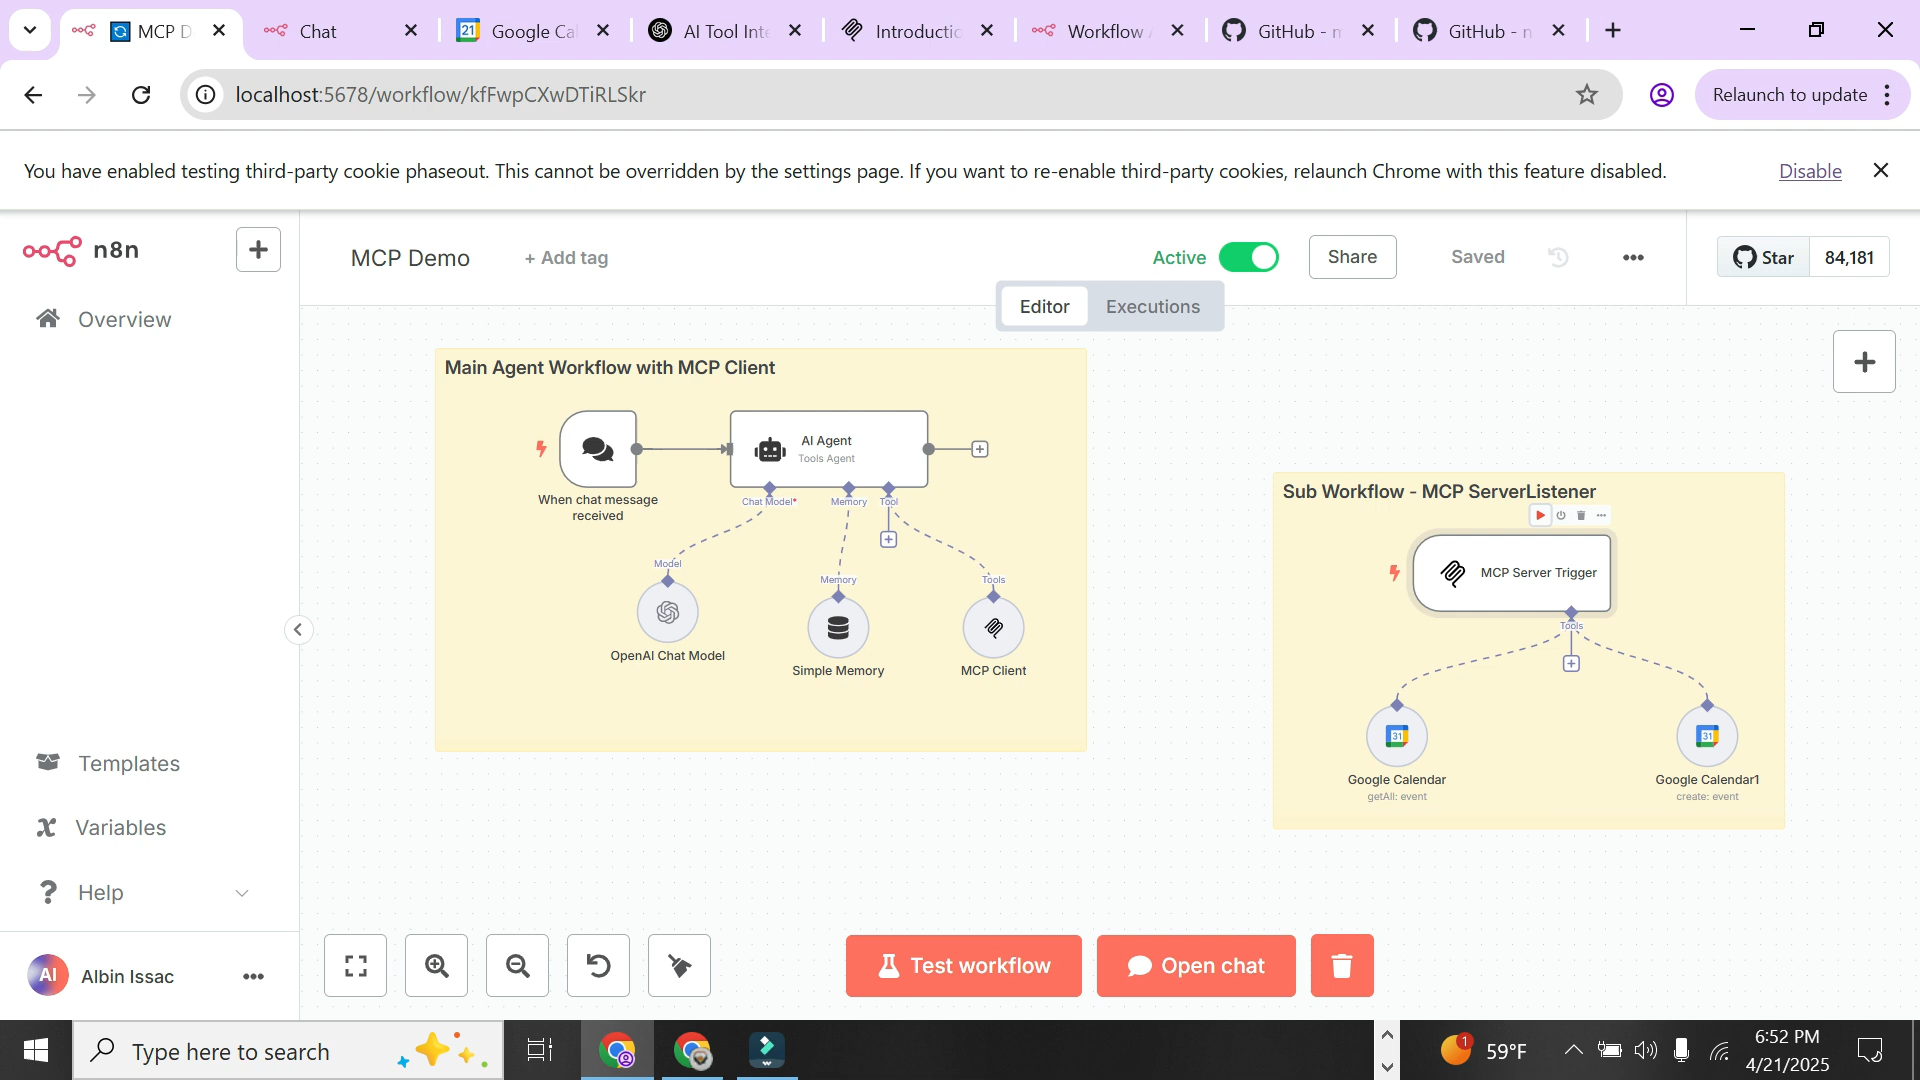 MCP D
Chat
Google Ca
AI Tool Inte
Introductio
Workflow
GitHub - n
GitHub - n
localhost:5678/workflow/kfFwpCXwDTiRLSkr
Relaunch to update
You have enabled testing third-party cookie phaseout. This cannot be overridden by the settings page. If you want to re-enable third-party cookies, relaunch Chrome with this feature disabled.
Disable
n8n
MCP Demo
+ Add tag
Active
Share
Saved
Star
84,181
Editor
Executions
Overview
Main Agent Workflow with MCP Client
AI Agent
Tools Agent
When chat message
received
Chat Model*
Memory
Tool
Model
Memory
Tools
OpenAI Chat Model
Simple Memory
MCP Client
Sub Workflow - MCP ServerListener
MCP Server Trigger
Tools
Google Calendar
getAll: event
Google Calendar1
create: event
Templates
Variables
Help
AI
Albin Issac
Test workflow
Open chat
Type here to search
1
59°F
6:52 PM
4/21/2025